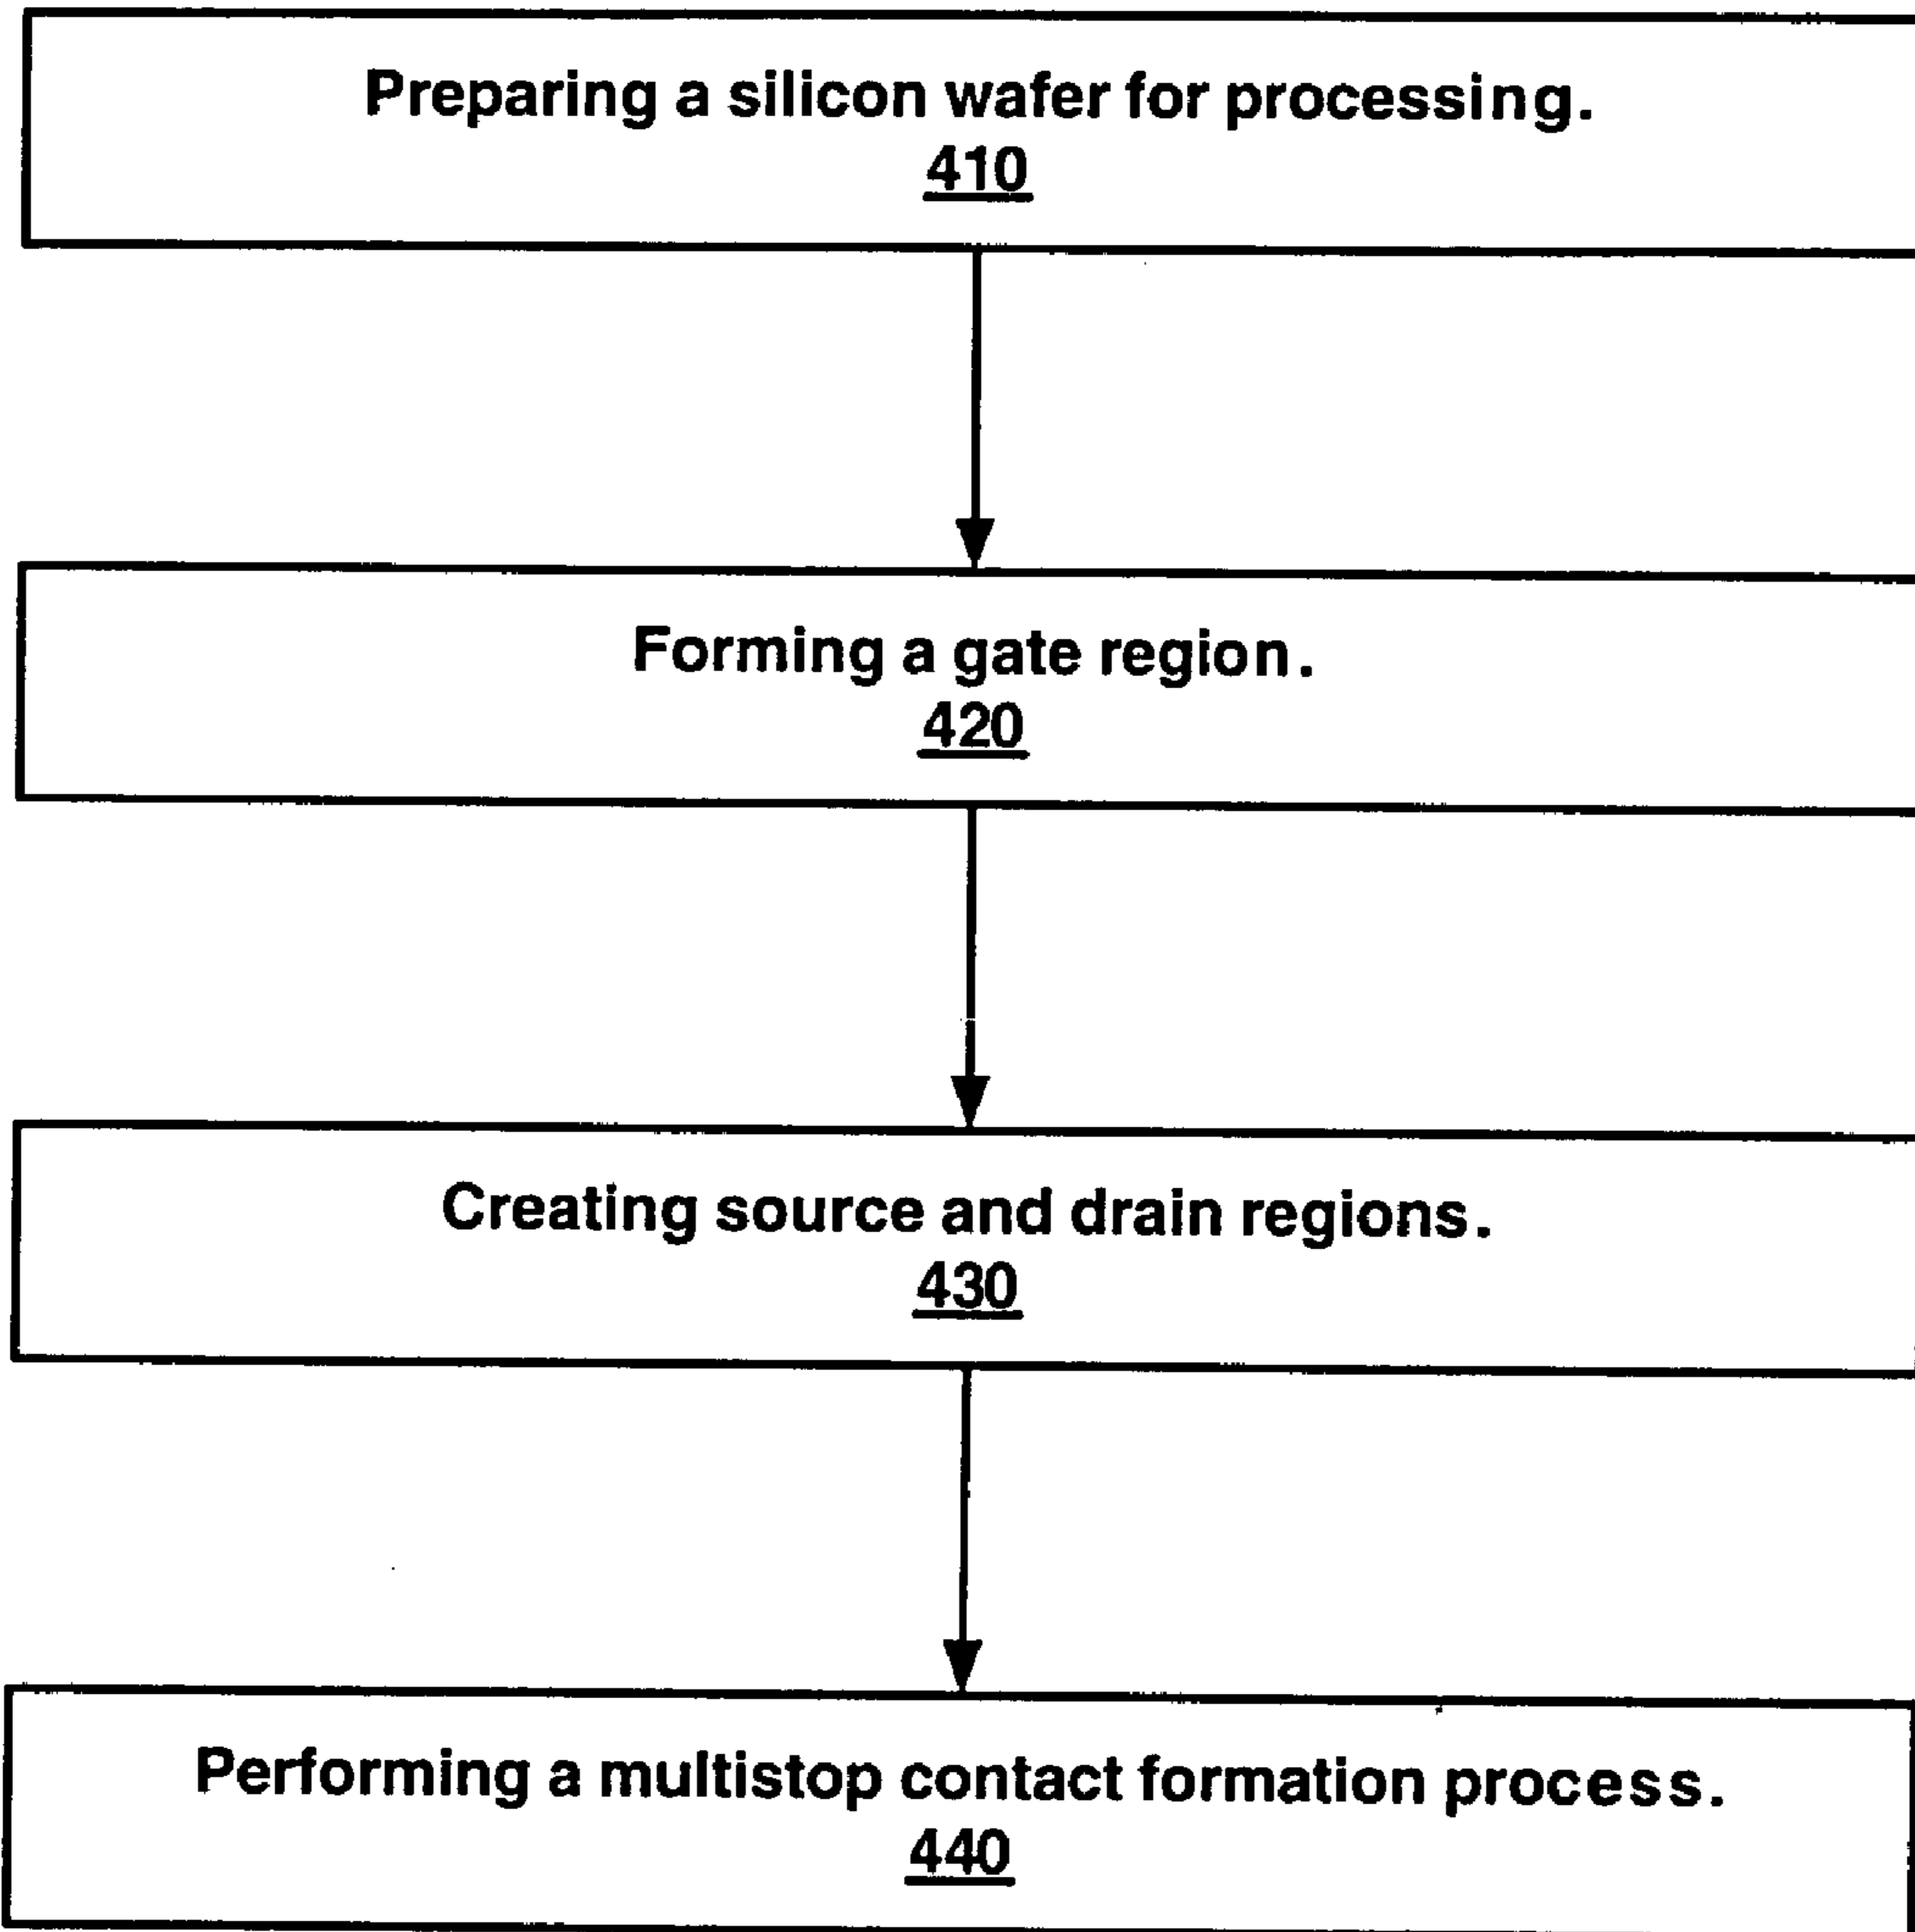 Preparing a silicon wafer for processing.
410
Forming a gate region.
420
Creating source and drain regions.
430
Performing a multistop contact formation process.
440